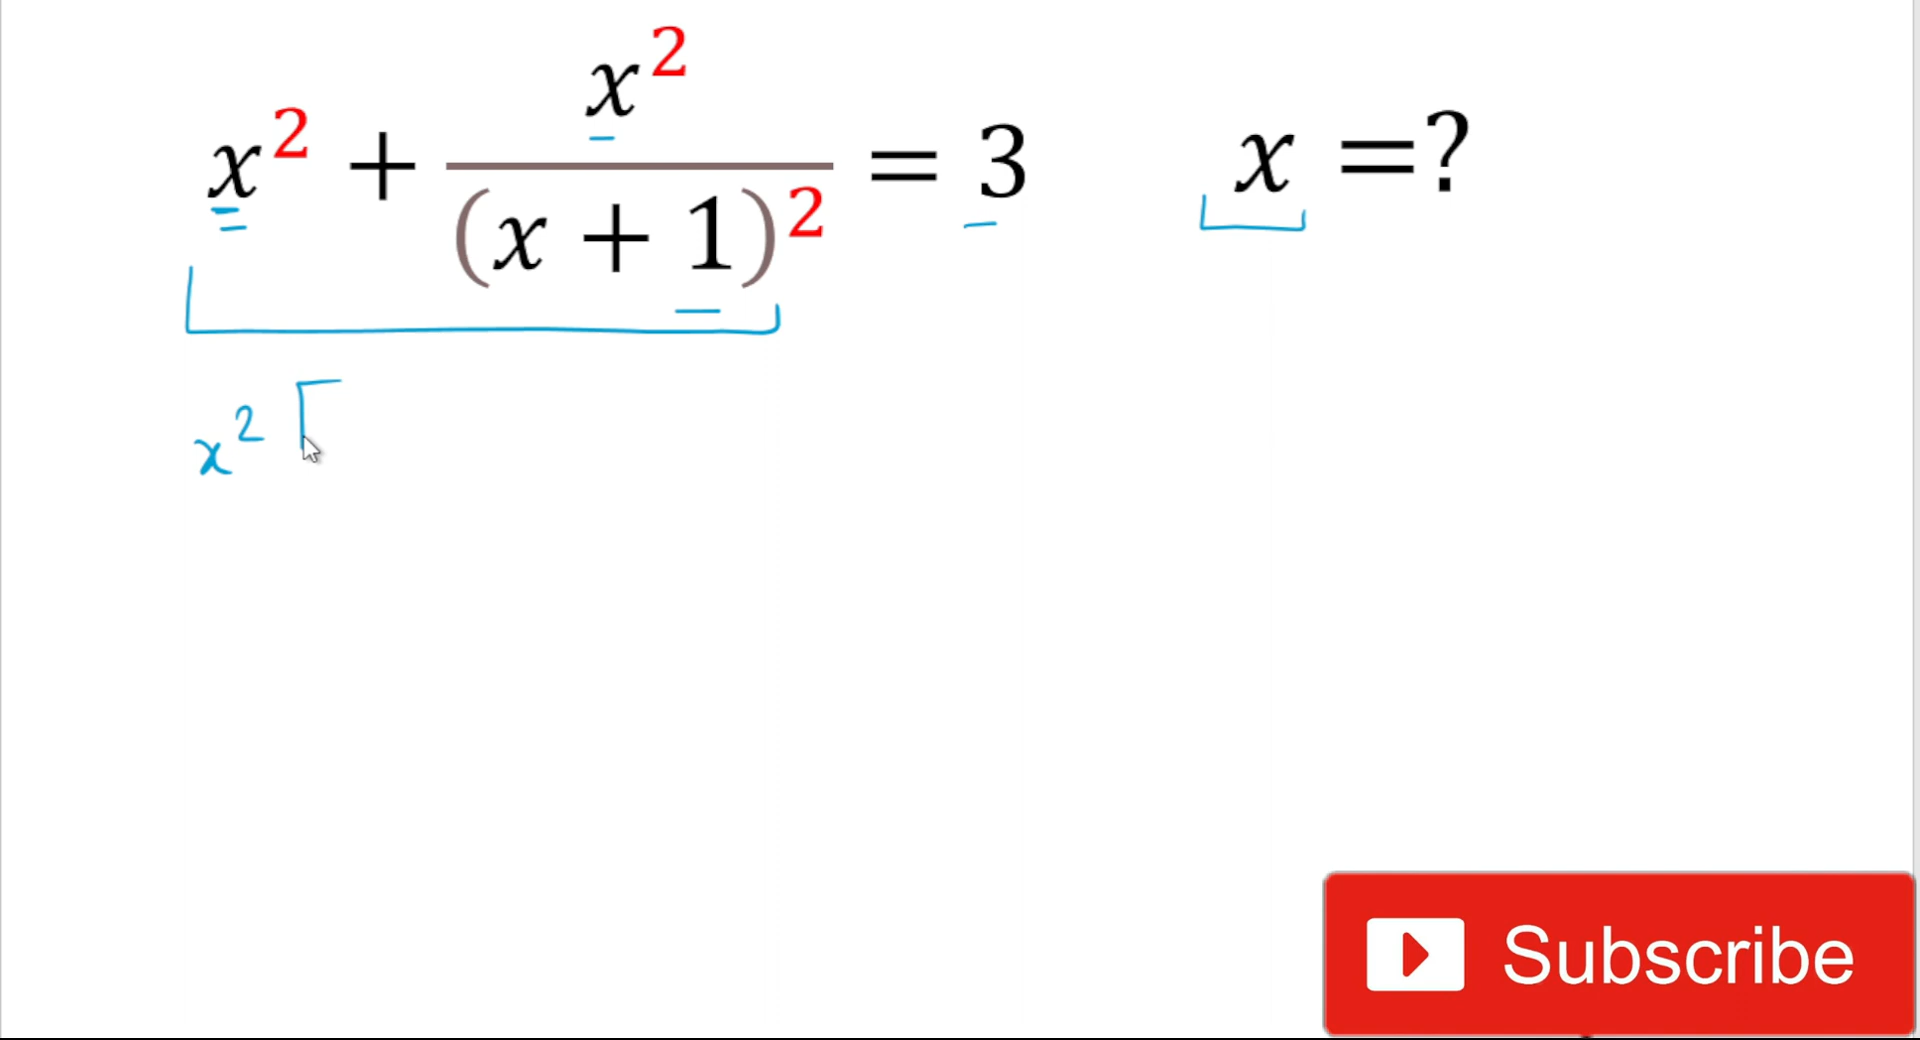 x² + x²/(x + 1)² = 3
x =?
x² [
Subscribe